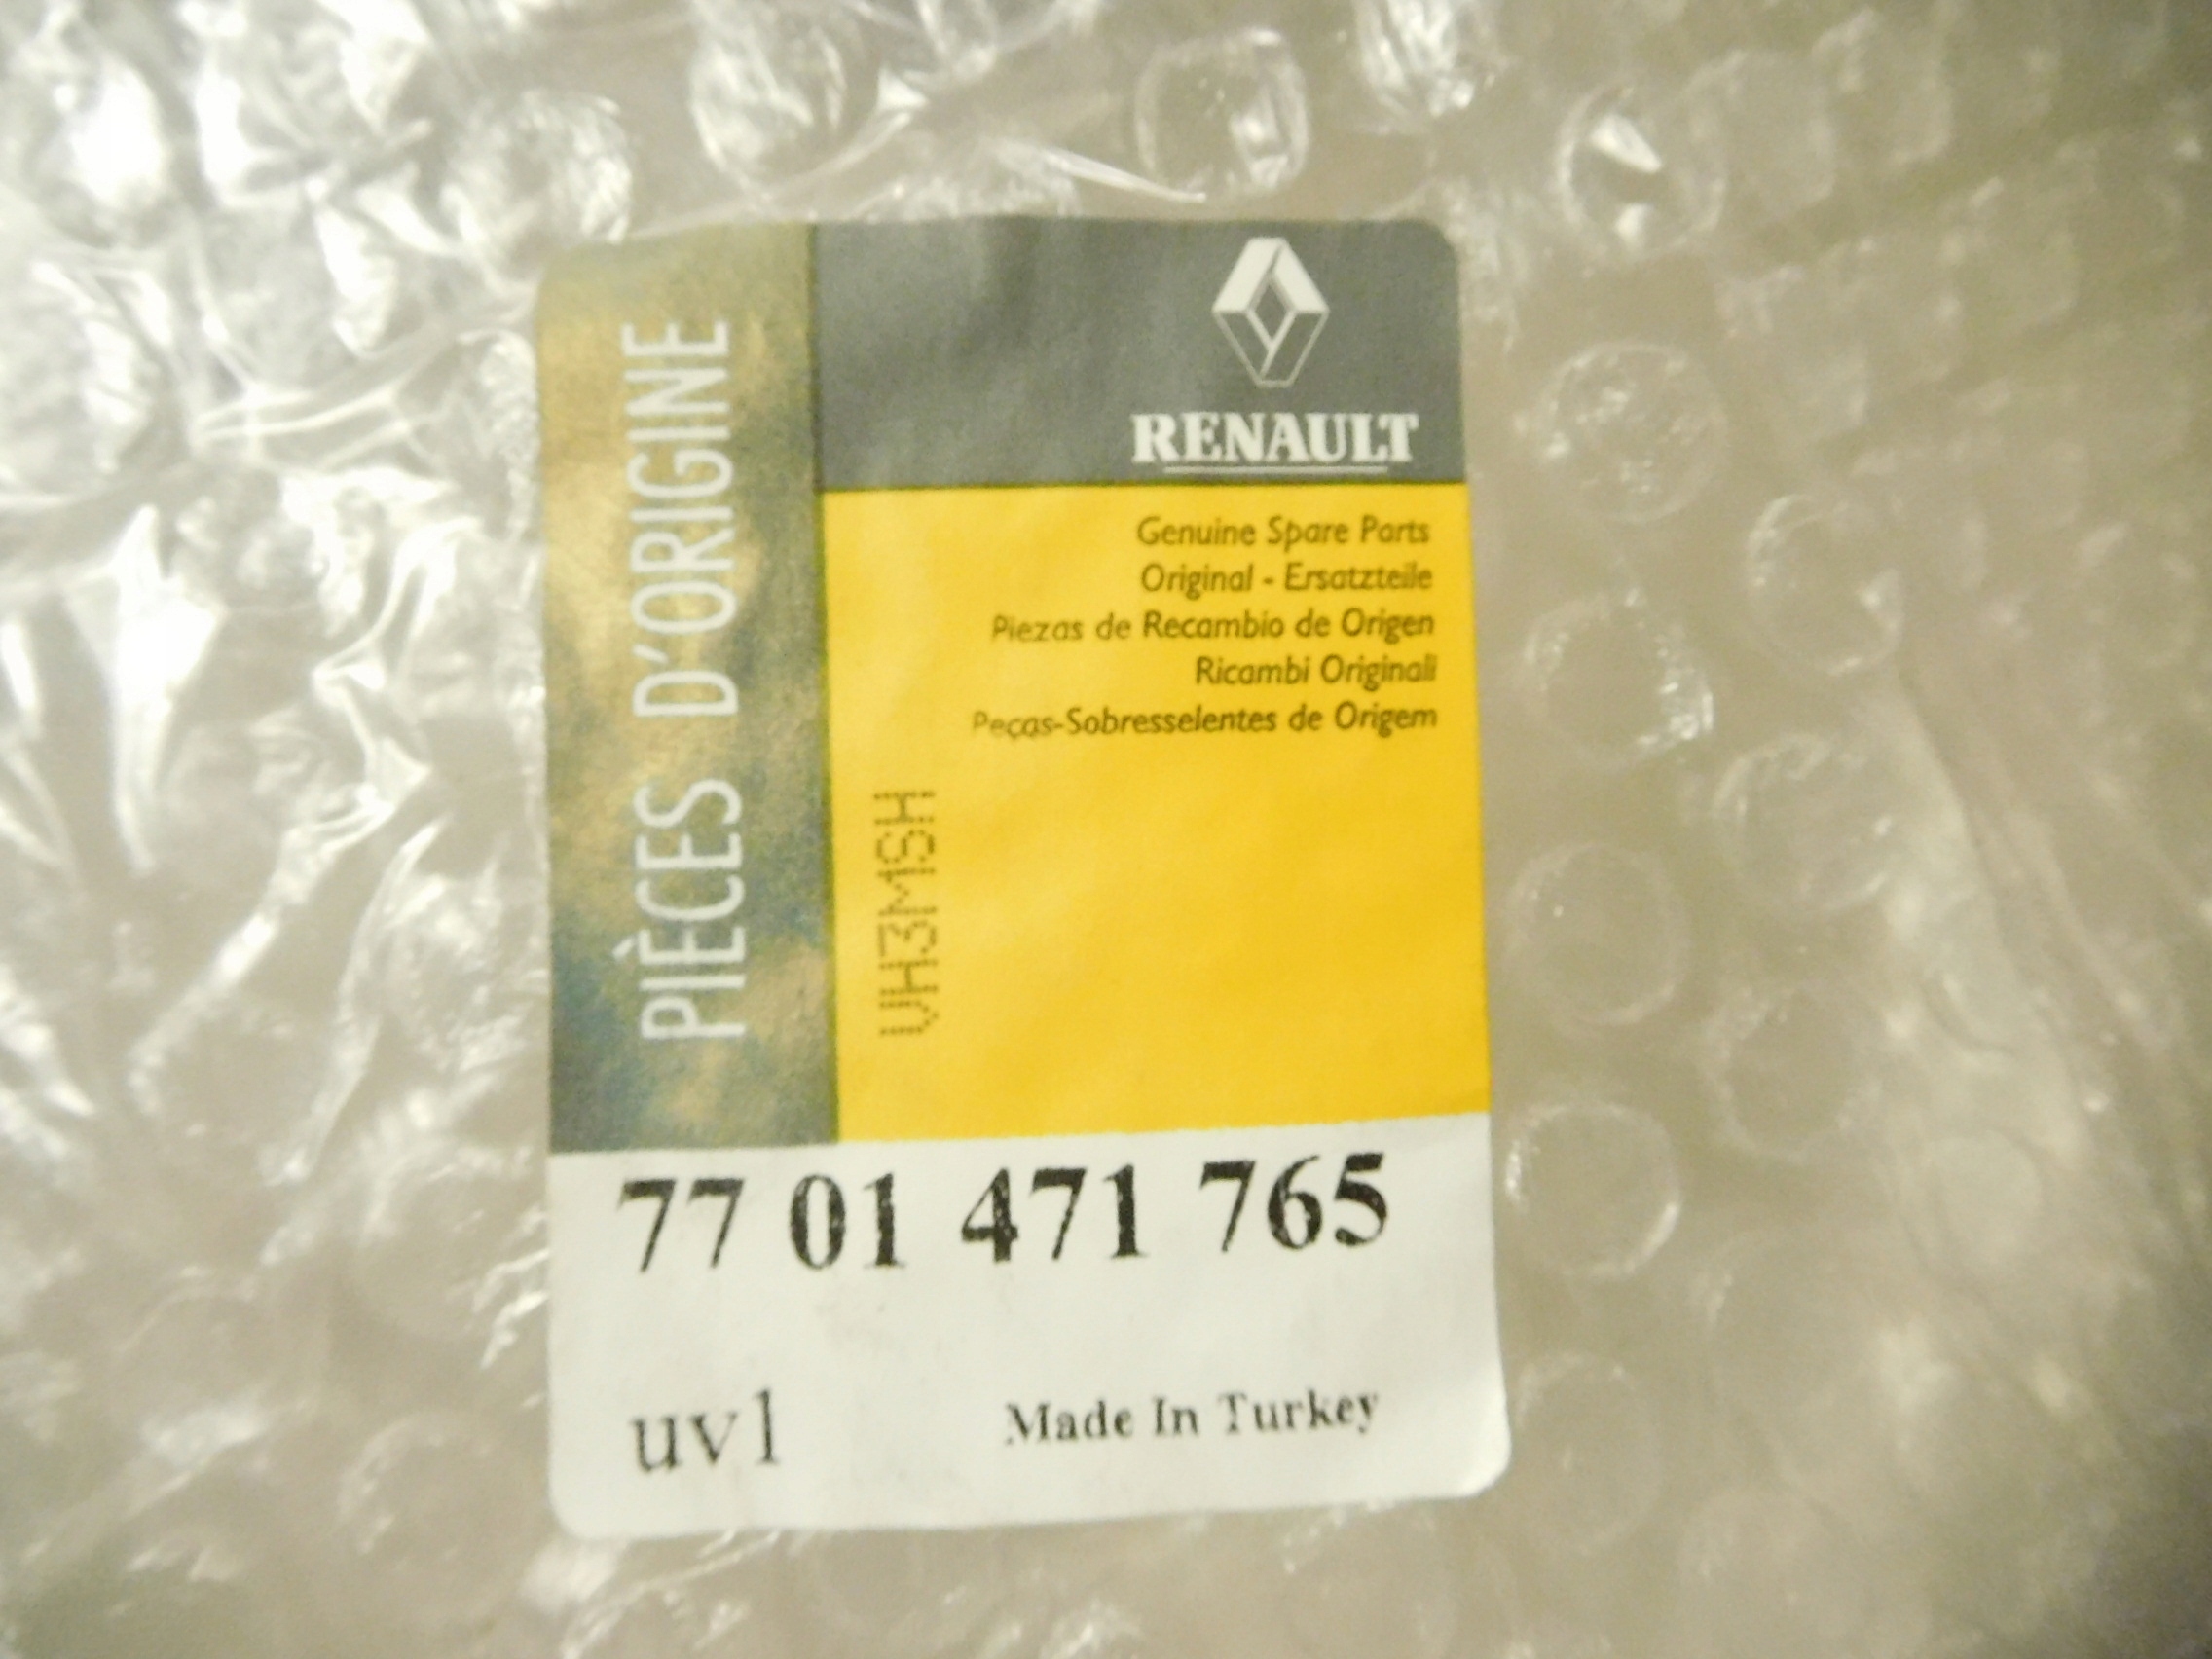 PIÈCES D'ORIGINE
RENAULT
Genuine Spare Parts
Original - Ersatzteile
Piezas de Recambio de Origen
Ricambi Originali
Peças-Sobresselentes de Origem
VH3MSH
77 01 471 765
uv1
Made In Turkey